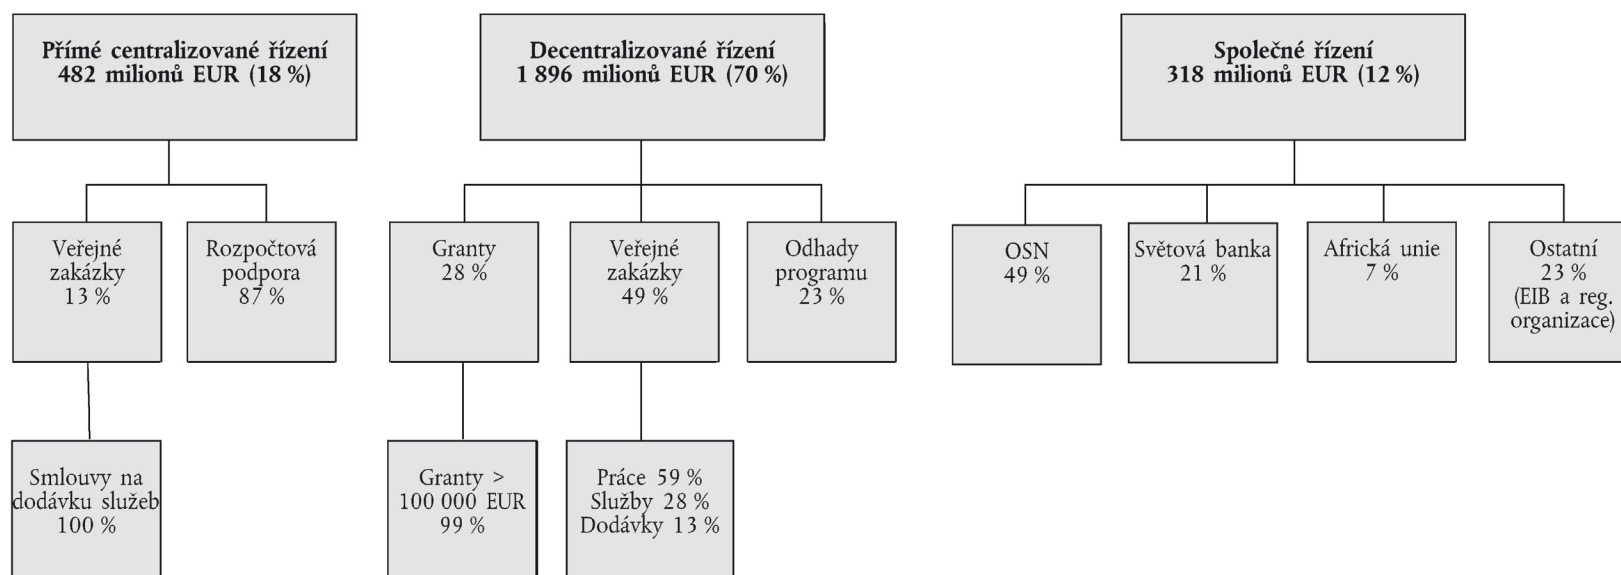 Přímé centralizované řízení
482 milionů EUR (18 %)
Decentralizované řízení
1 896 milionů EUR (70 %)
Společné řízení
318 milionů EUR (12 %)
Veřejné
zakázky
13 %
Rozpočtová
podpora
87 %
Granty
28 %
Veřejné
zakázky
49 %
Odhady
programu
23 %
OSN
49 %
Světová banka
21 %
Africká unie
7 %
Ostatní
23 %
(EIB a reg.
organizace)
Smlouvy na
dodávku služeb
100 %
Granty >
100 000 EUR
99 %
Práce 59 %
Služby 28 %
Dodávky 13 %